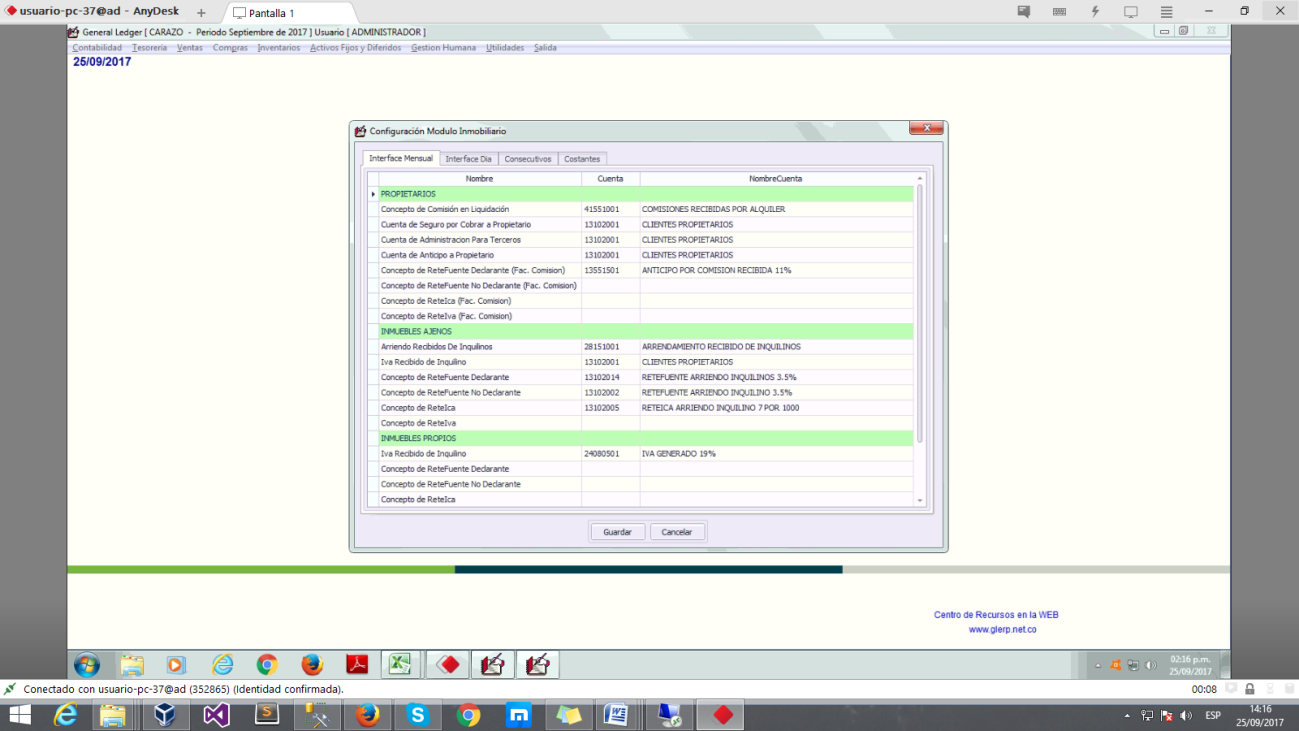 usuario-pc-37@ad - AnyDesk
Pantalla 1
General Ledger [ CARAZO - Periodo Septiembre de 2017 ] Usuario [ ADMINISTRADOR ]
Contabilidad Tesoreria Ventas Compras Inventarios Activos Fijos y Diferidos Gestion Humana Utilidades Salida
25/09/2017
Configuración Modulo Inmobiliario
Interface Mensual Interface Dia Consecutivos Costantes
Nombre Cuenta NombreCuenta
PROPIETARIOS
Concepto de Comisión en Liquidación 41551001 COMISIONES RECIBIDAS POR ALQUILER
Cuenta de Seguro por Cobrar a Propietario 13102001 CLIENTES PROPIETARIOS
Cuenta de Administracion Para Terceros 13102001 CLIENTES PROPIETARIOS
Cuenta de Anticipo a Propietario 13102001 CLIENTES PROPIETARIOS
Concepto de ReteFuente Declarante (Fac. Comision) 13551501 ANTICIPO POR COMISION RECIBIDA 11%
Concepto de ReteFuente No Declarante (Fac. Comision)
Concepto de ReteIca (Fac. Comision)
Concepto de ReteIva (Fac. Comision)
INMUEBLES AJENOS
Arriendo Recibidos De Inquilinos 28151001 ARRENDAMIENTO RECIBIDO DE INQUILINOS
Iva Recibido de Inquilino 13102001 CLIENTES PROPIETARIOS
Concepto de ReteFuente Declarante 13102014 RETEFUENTE ARRIENDO INQUILINOS 3.5%
Concepto de ReteFuente No Declarante 13102002 RETEFUENTE ARRIENDO INQUILINO 3.5%
Concepto de ReteIca 13102005 RETEICA ARRIENDO INQUILINO 7 POR 1000
Concepto de ReteIva
INMUEBLES PROPIOS
Iva Recibido de Inquilino 24080501 IVA GENERADO 19%
Concepto de ReteFuente Declarante
Concepto de ReteFuente No Declarante
Concepto de ReteIca
Guardar Cancelar
Centro de Recursos en la WEB
www.glerp.net.co
02:16 p.m.
25/09/2017
Conectado con usuario-pc-37@ad (352865) (Identidad confirmada).
00:08
ESP
14:16
25/09/2017